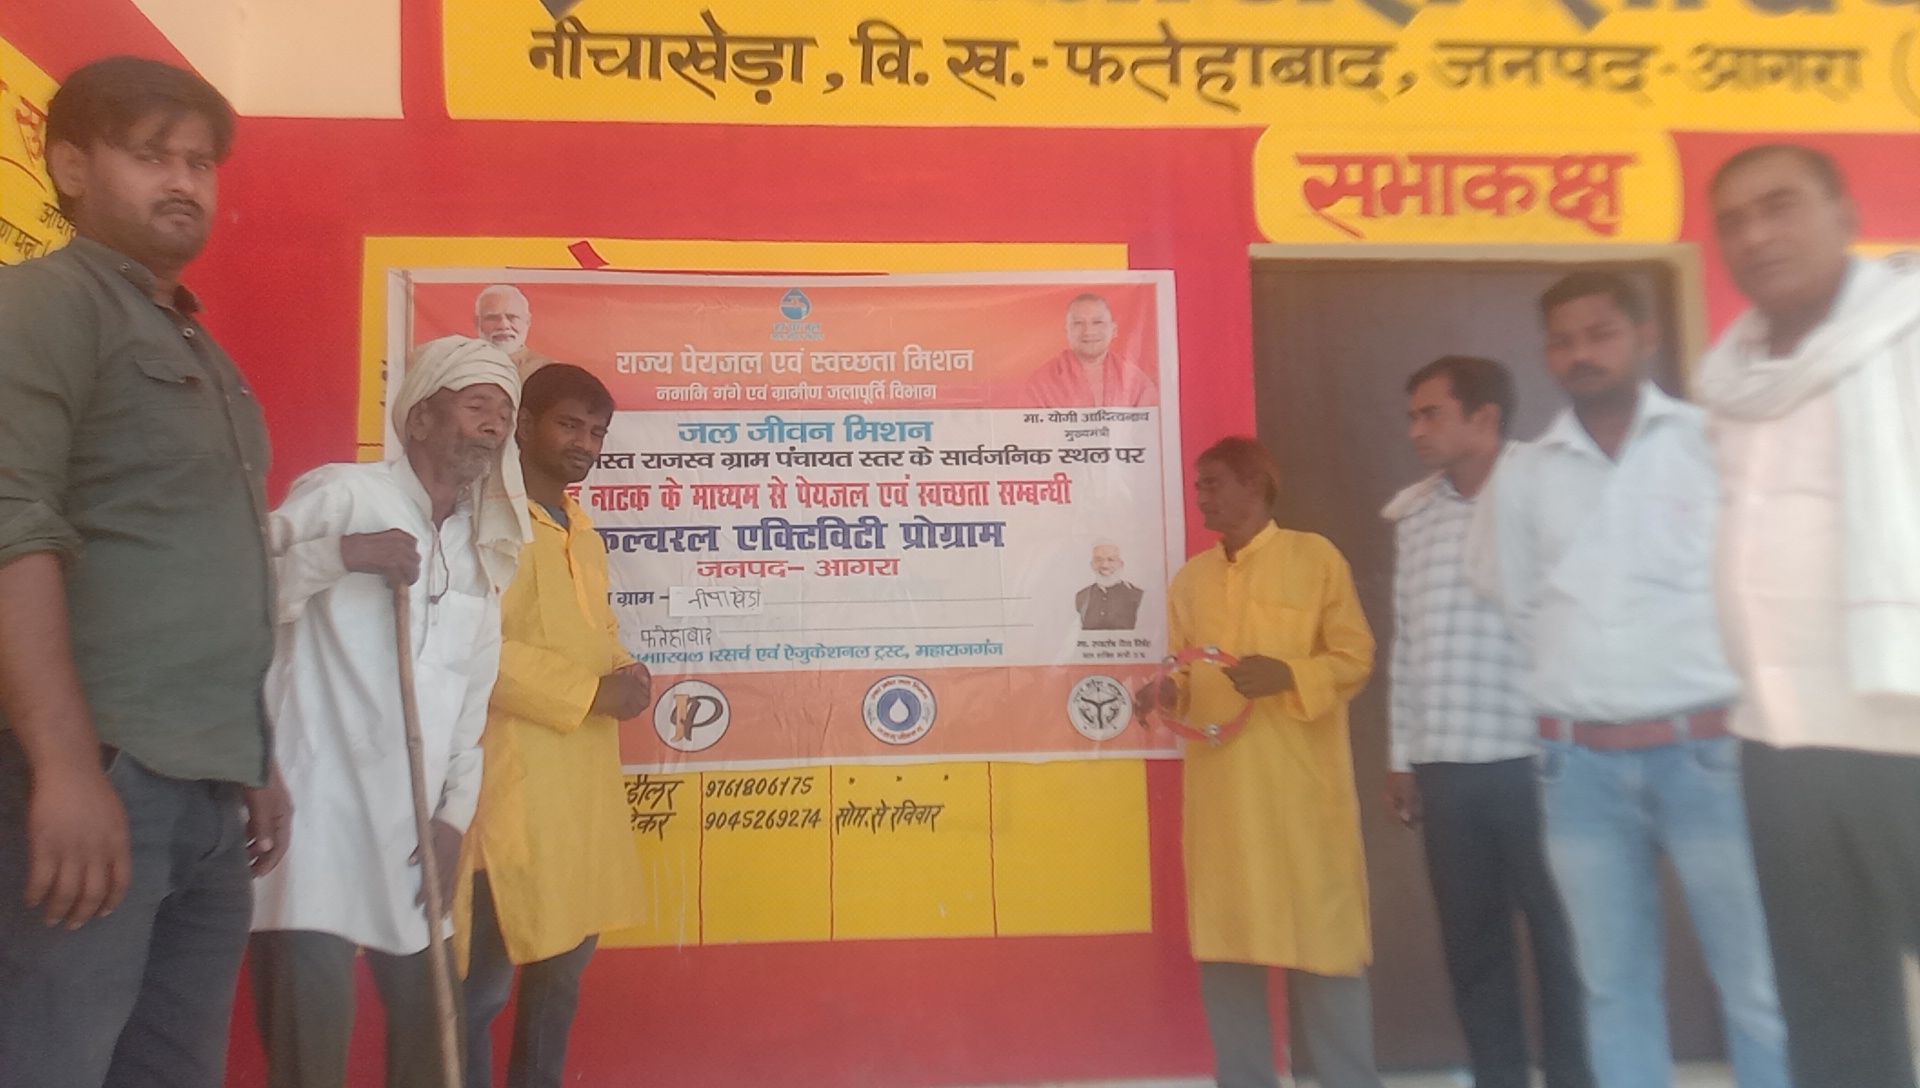 नीचाखेड़ा, वि. ख.- फतेहाबाद, जनपद - आगरा
सभाकक्ष
राज्य पेयजल एवं स्वच्छता मिशन
नमामि गंगे एवं ग्रामीण जलापूर्ति विभाग
जल जीवन मिशन
मा. योगी आदित्यनाथ
मुख्यमंत्री
राजस्व ग्राम पंचायत स्तर के सार्वजनिक स्थल पर
नाटक के माध्यम से पेयजल एवं स्वच्छता सम्बन्धी
कल्चरल एक्टिविटी प्रोग्राम
जनपद- आगरा
ग्राम -
फतेहाबाद
रिसर्च एवं ऐजुकेशनल ट्रस्ट, महाराजगंज
9761806175
9045269274 सोम. से रविवार